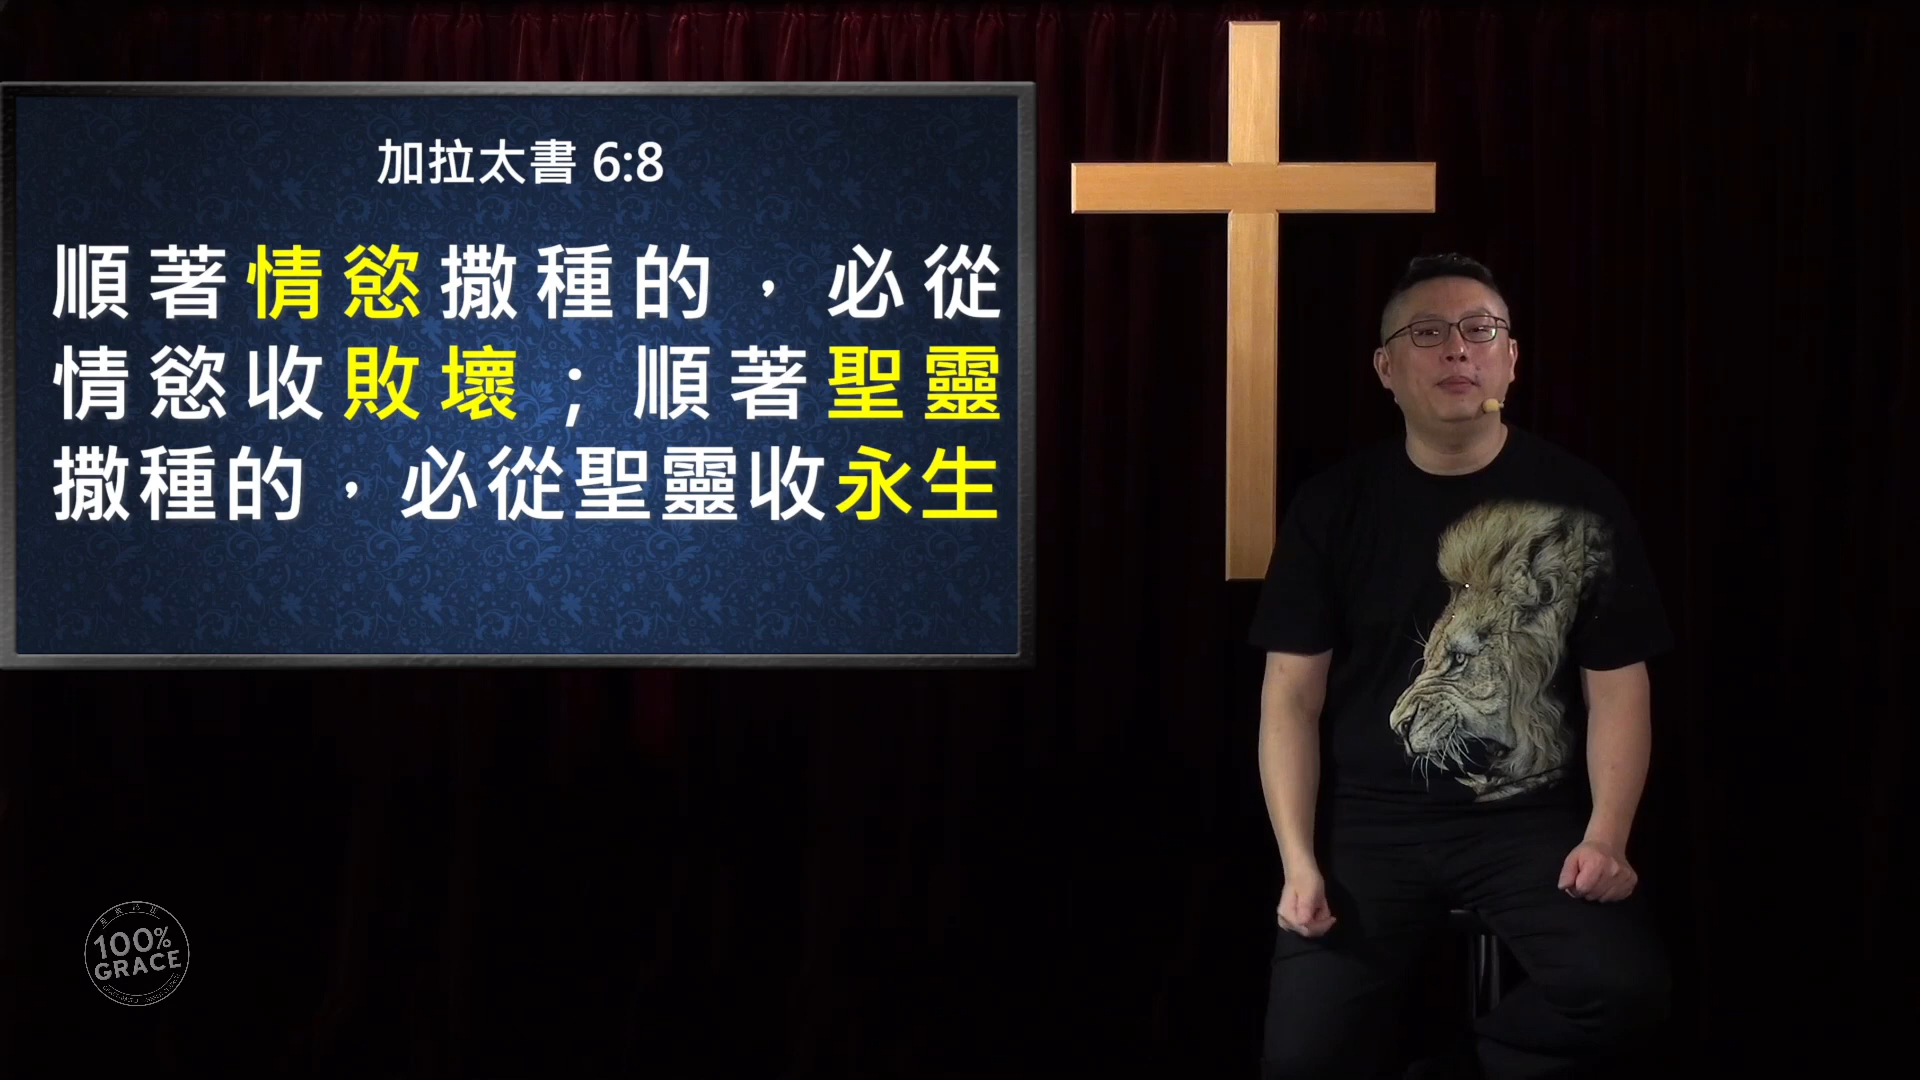 加拉太書 6:8
順著情慾撒種的，必從
情慾收敗壞；順著聖靈
撒種的，必從聖靈收永生
100%
GRACE